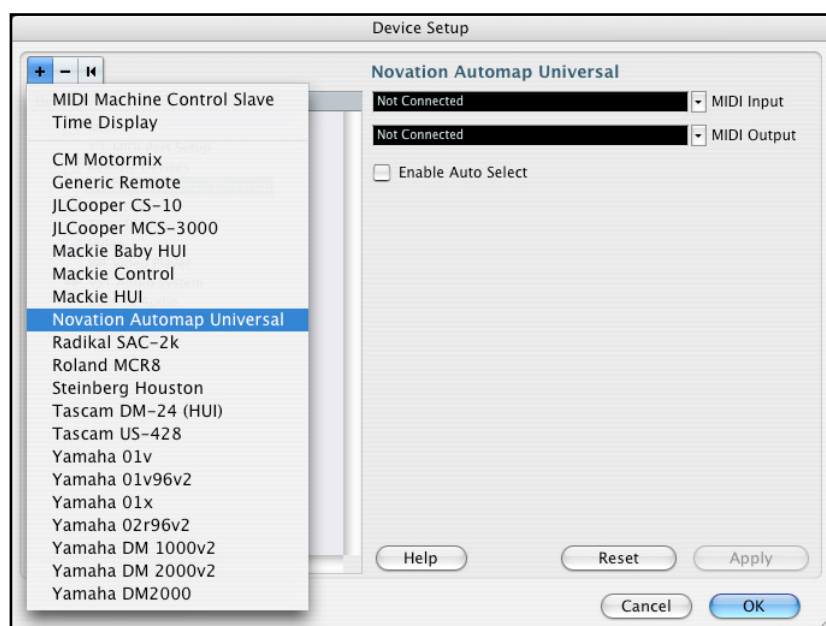 Device Setup
+ −
MIDI Machine Control Slave
Time Display
CM Motormix
Generic Remote
JLCooper CS-10
JLCooper MCS-3000
Mackie Baby HUI
Mackie Control
Mackie HUI
Novation Automap Universal
Radikal SAC-2k
Roland MCR8
Steinberg Houston
Tascam DM-24 (HUI)
Tascam US-428
Yamaha 01v
Yamaha 01v96v2
Yamaha 01x
Yamaha 02r96v2
Yamaha DM 1000v2
Yamaha DM 2000v2
Yamaha DM2000
Novation Automap Universal
Not Connected MIDI Input
Not Connected MIDI Output
Enable Auto Select
Help Reset Apply
Cancel OK